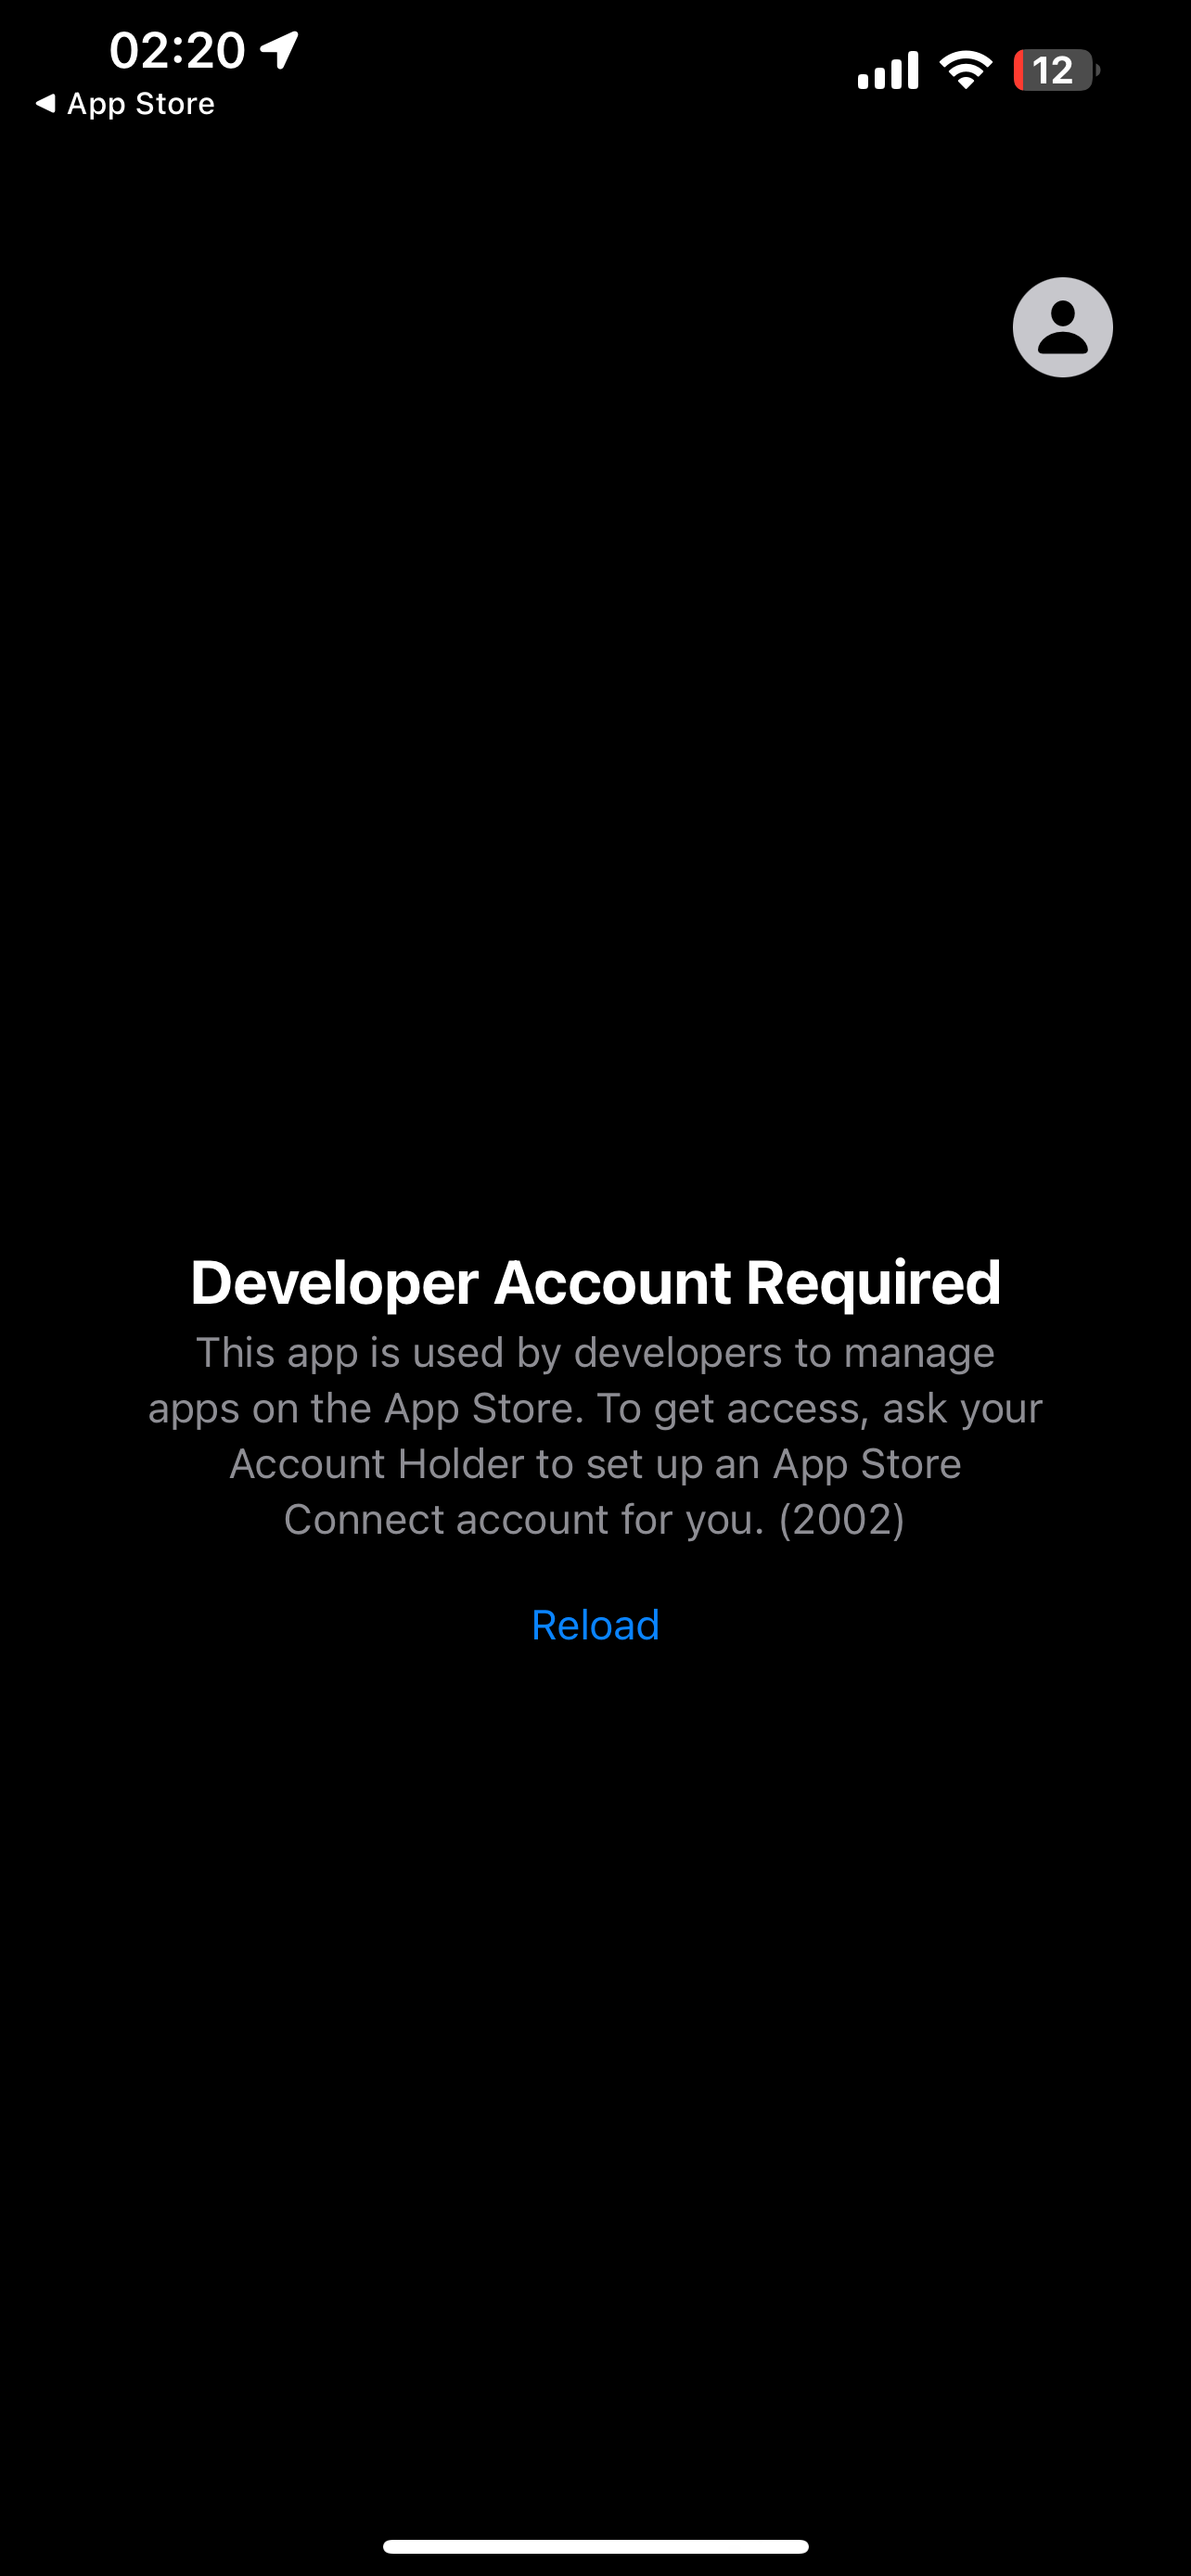 02:20
12
◀ App Store
Developer Account Required
This app is used by developers to manage
apps on the App Store. To get access, ask your
Account Holder to set up an App Store
Connect account for you. (2002)
Reload